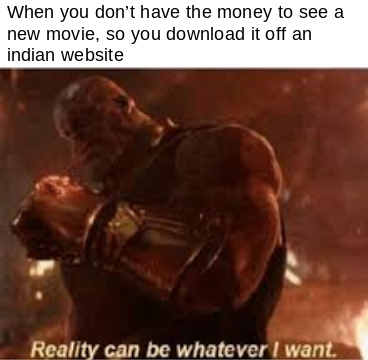 When you don’t have the money to see a
new movie, so you download it off an
indian website
Reality can be whatever I want.